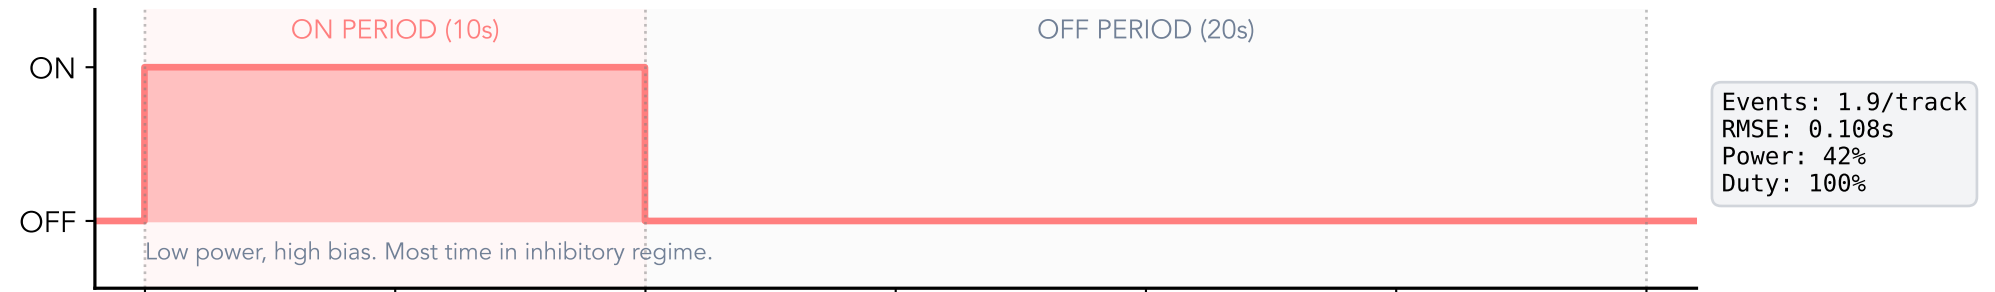 ON PERIOD (10s)
OFF PERIOD (20s)
ON
Events: 1.9/track
RMSE: 0.108s
Power: 42%
Duty: 100%
OFF
Low power, high bias. Most time in inhibitory regime.